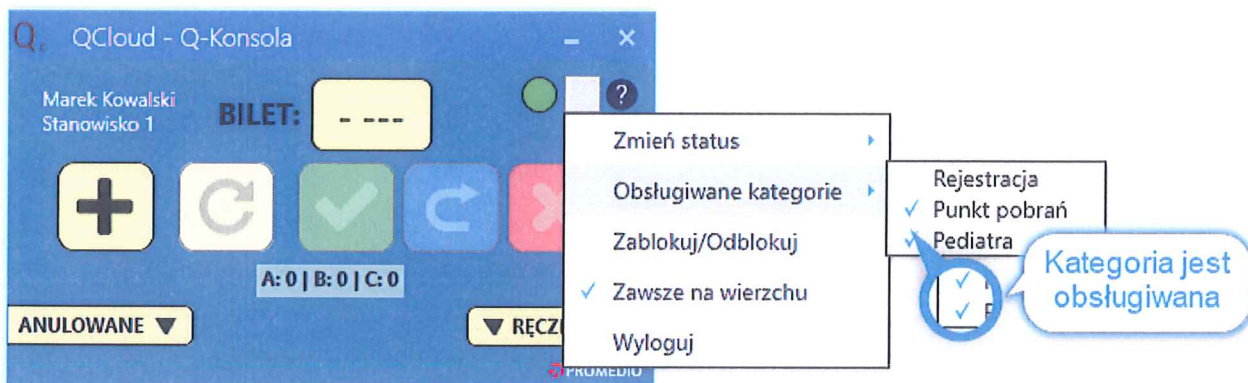 QCloud - Q-Konsola
Marek Kowalski
Stanowisko 1
BILET:
- ---
?
Zmień status
Obsługiwane kategorie
Zablokuj/Odblokuj
Zawsze na wierzchu
Wyloguj
Rejestracja
Punkt pobrań
Pediatra
Kategoria jest
obsługiwana
A: 0 | B: 0 | C: 0
ANULOWANE
RĘCZ
PROMEDIO